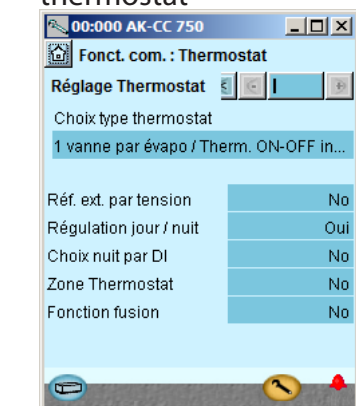 thermostat
00:000 AK-CC 750
Fonct. com. : Thermostat
Réglage Thermostat
Choix type thermostat
1 vanne par évapo / Therm. ON-OFF in...
Réf. ext. par tension No
Régulation jour / nuit Oui
Choix nuit par DI No
Zone Thermostat No
Fonction fusion No